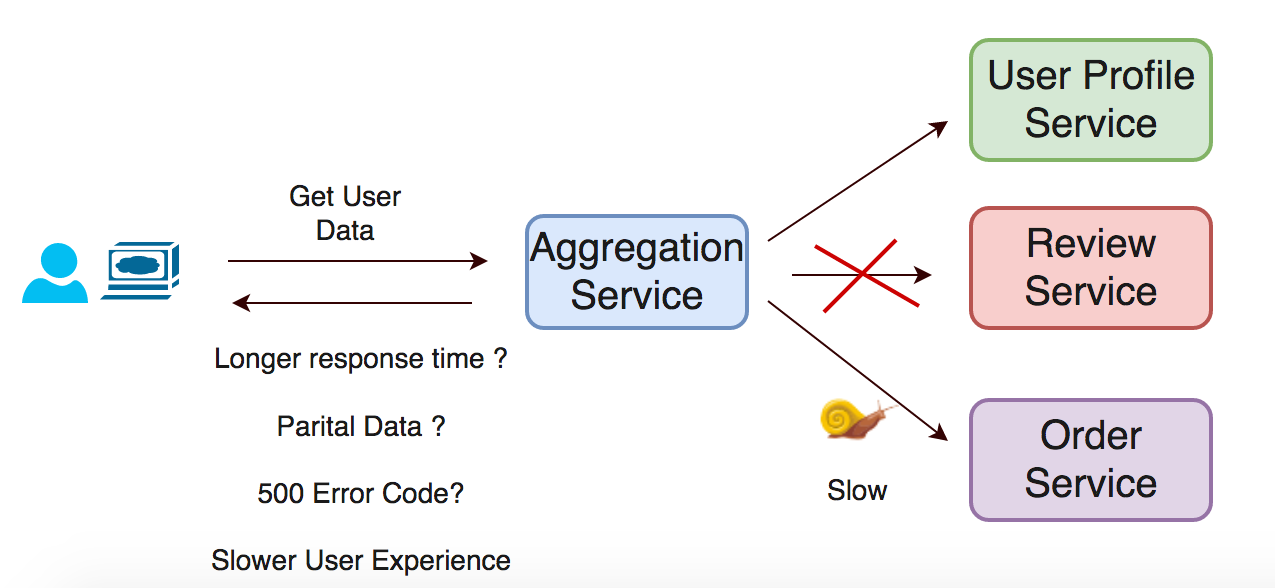 Get User
Data
Longer response time ?
Parital Data ?
500 Error Code?
Slower User Experience
Aggregation
Service
Slow
User Profile
Service
Review
Service
Order
Service